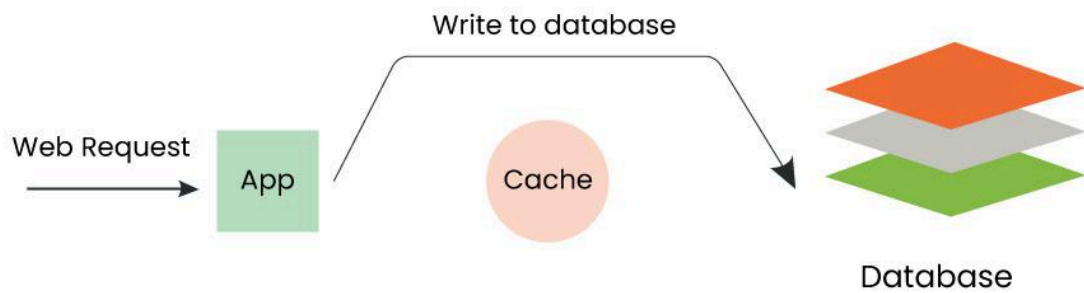 Write to database
Web Request
App
Cache
Database